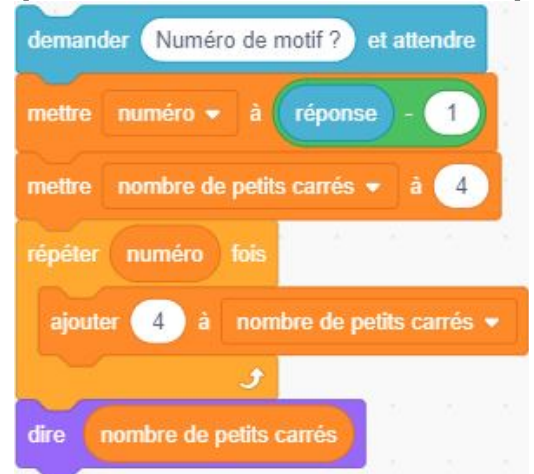 demander Numéro de motif ? et attendre
mettre numéro à réponse - 1
mettre nombre de petits carrés à 4
répéter numéro fois
ajouter 4 à nombre de petits carrés
dire nombre de petits carrés